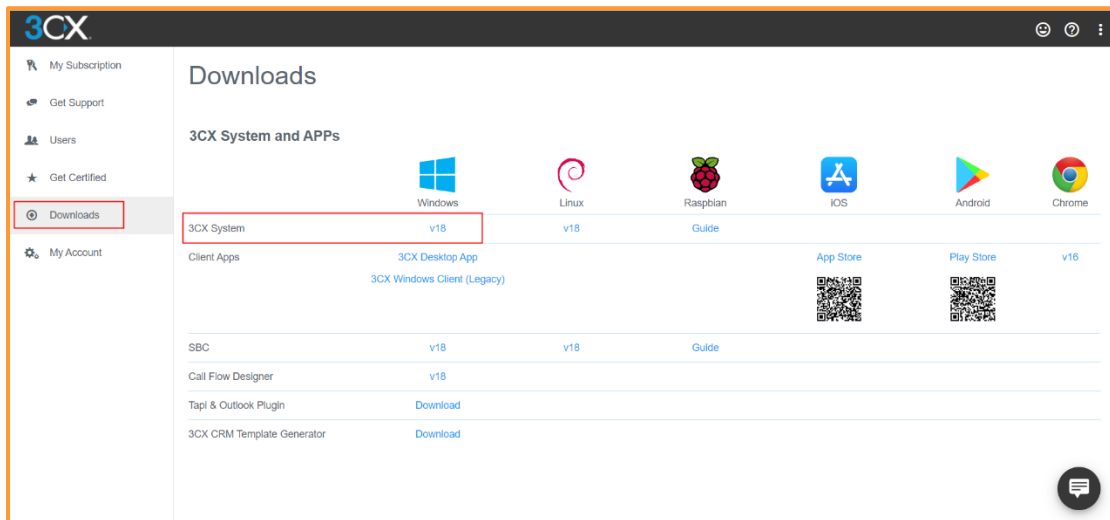 3CX
My Subscription
Get Support
Users
Get Certified
Downloads
My Account
Downloads
3CX System and APPs
Windows Linux Raspbian iOS Android Chrome
3CX System v18 v18 Guide
Client Apps 3CX Desktop App App Store Play Store v16
3CX Windows Client (Legacy)
SBC v18 v18 Guide
Call Flow Designer v18
Tapi & Outlook Plugin Download
3CX CRM Template Generator Download